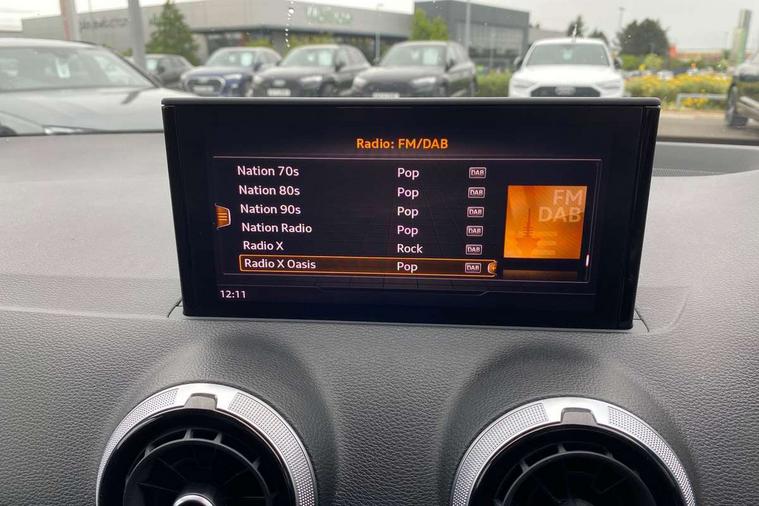 Radio: FM/DAB
Nation 70s Pop DAB
Nation 80s Pop DAB
Nation 90s Pop DAB
Nation Radio Pop DAB
Radio X Rock DAB
Radio X Oasis Pop DAB
FM
DAB
12:11